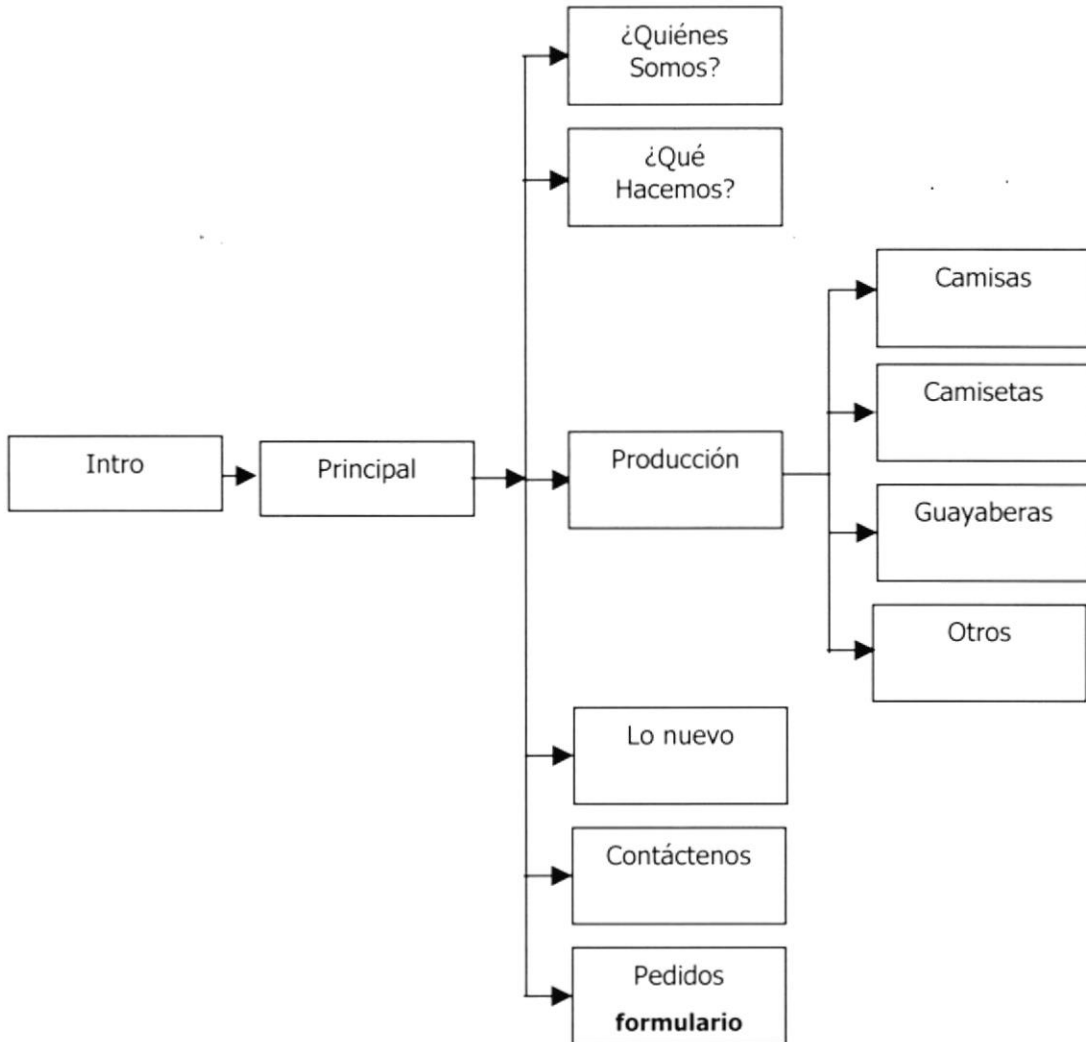 ¿Quiénes
Somos?
¿Qué
Hacemos?
Camisas
Camisetas
Intro
Principal
Producción
Guayaberas
Otros
Lo nuevo
Contáctenos
Pedidos
formulario